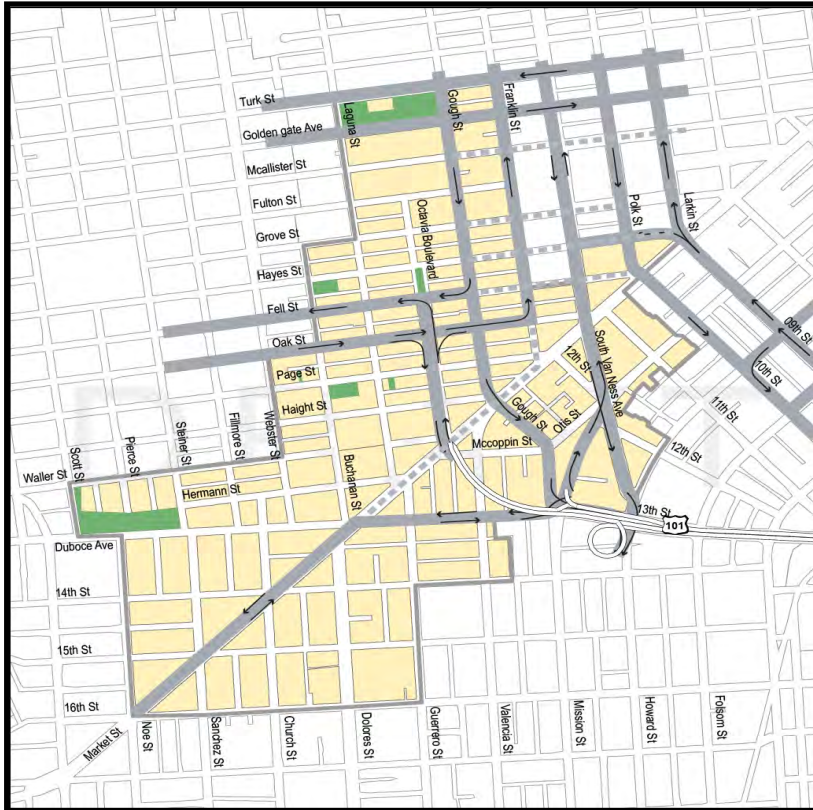 Turk St
Golden gate Ave
Mcallister St
Fulton St
Grove St
Hayes St
Fell St
Oak St
Page St
Haight St
Laguna St
Gough St
Franklin St
Octavia Boulevard
Polk St
Larkin St
09th St
10th St
11th St
12th St
South Van Ness Ave
12th St
Gough St
Otis St
Mccoppin St
13th St
101
Waller St
Scott St
Pierce St
Steiner St
Fillmore St
Webster St
Buchanan St
Hermann St
Duboce Ave
14th St
15th St
16th St
Market St
Noe St
Sanchez St
Church St
Dolores St
Guerrero St
Valencia St
Mission St
Howard St
Folsom St